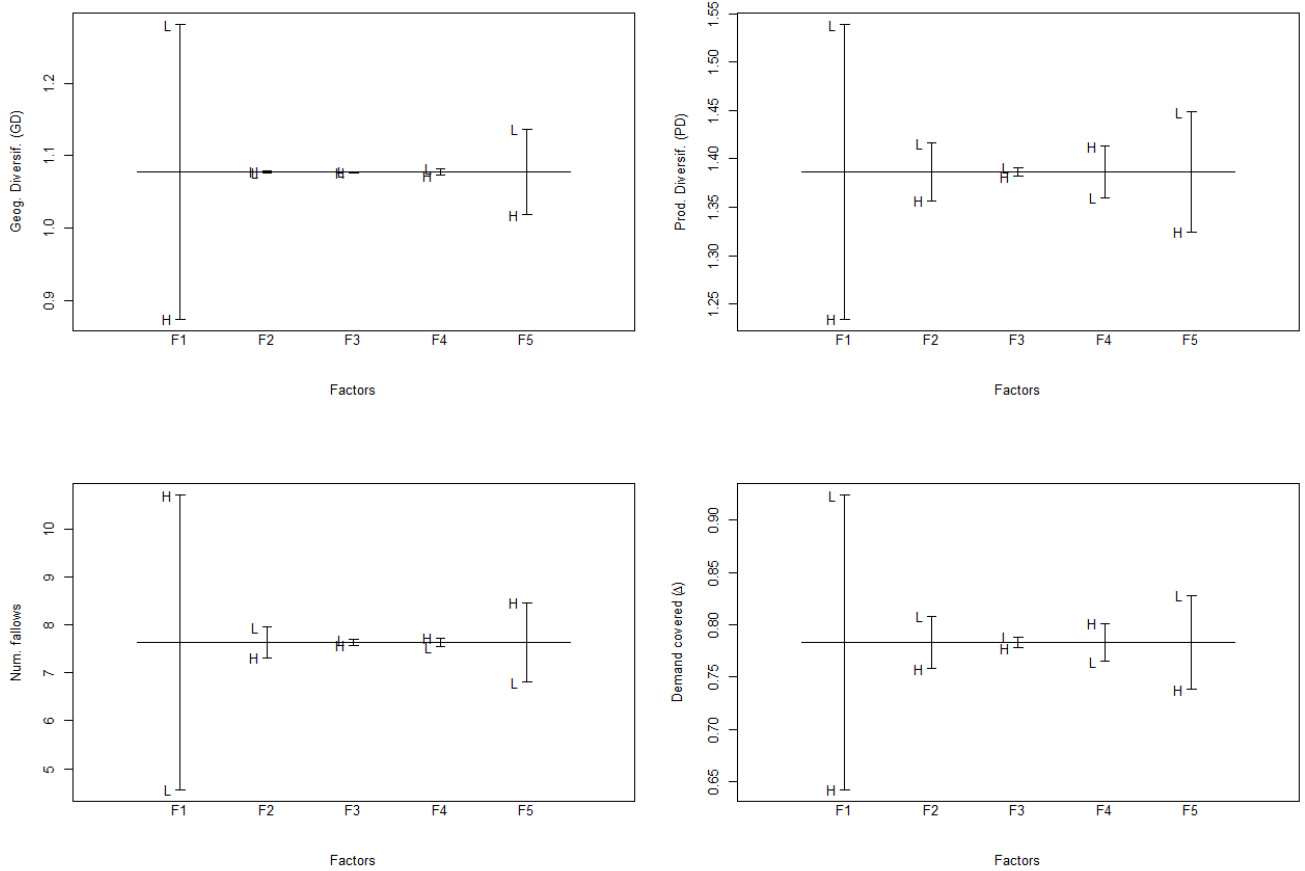 Geog. Diversif. (GD)
1.2
1.1
1.0
0.9
L
H
H
L
L
H
L
H
L
H
F1 F2 F3 F4 F5
Factors
Prod. Diversif. (PD)
1.55
1.50
1.45
1.40
1.35
1.30
1.25
L
H
L
H
L
H
H
L
L
H
F1 F2 F3 F4 F5
Factors
Num. fallows
10
9
8
7
6
5
H
L
L
H
L
H
H
L
H
L
F1 F2 F3 F4 F5
Factors
Demand covered (Δ)
0.90
0.85
0.80
0.75
0.70
0.65
L
H
L
H
L
H
H
L
L
H
F1 F2 F3 F4 F5
Factors